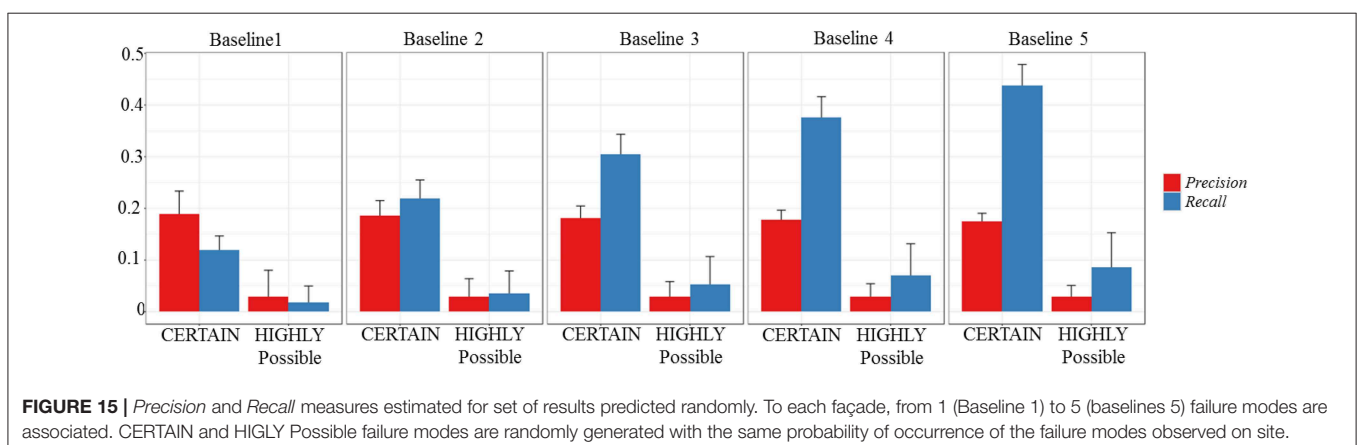 Baseline1 Baseline 2 Baseline 3 Baseline 4 Baseline 5
0.5
0.4
0.3
0.2
0.1
0
CERTAIN HIGHLY Possible CERTAIN HIGHLY Possible CERTAIN HIGHLY Possible CERTAIN HIGHLY Possible CERTAIN HIGHLY Possible
Precision
Recall
FIGURE 15 | Precision and Recall measures estimated for set of results predicted randomly. To each façade, from 1 (Baseline 1) to 5 (baselines 5) failure modes are
associated. CERTAIN and HIGLY Possible failure modes are randomly generated with the same probability of occurrence of the failure modes observed on site.